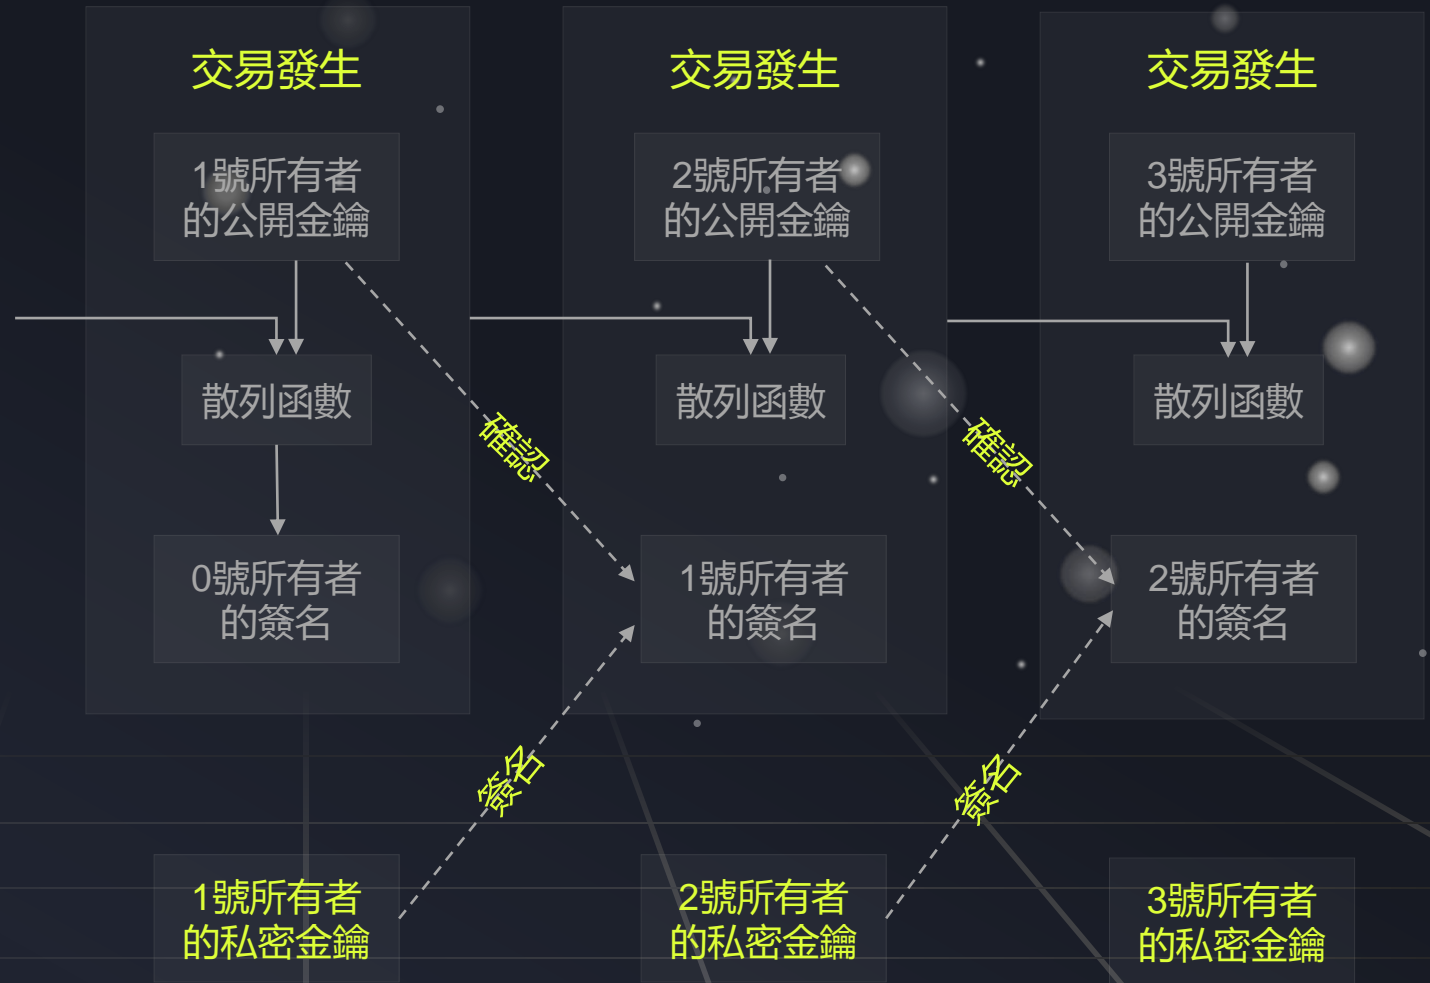 交易發生
1號所有者
的公開金鑰
散列函數
0號所有者
的簽名
交易發生
2號所有者
的公開金鑰
散列函數
1號所有者
的簽名
交易發生
3號所有者
的公開金鑰
散列函數
2號所有者
的簽名
確認
確認
簽名
簽名
1號所有者
的私密金鑰
2號所有者
的私密金鑰
3號所有者
的私密金鑰